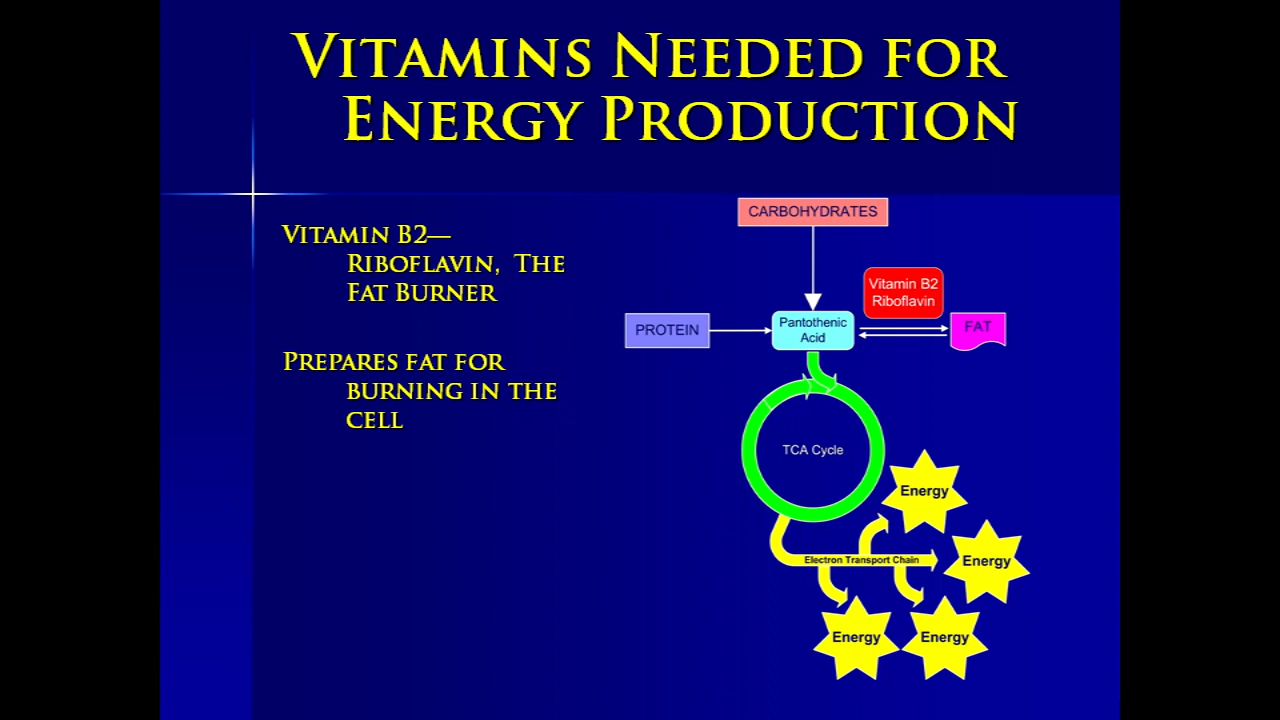 VITAMINS NEEDED FOR
ENERGY PRODUCTION
VITAMIN B2—
RIBOFLAVIN, THE
FAT BURNER
PREPARES FAT FOR
BURNING IN THE
CELL
CARBOHYDRATES
Vitamin B2
Riboflavin
PROTEIN
Pantothenic
Acid
FAT
TCA Cycle
Energy
Electron Transport Chain
Energy
Energy
Energy